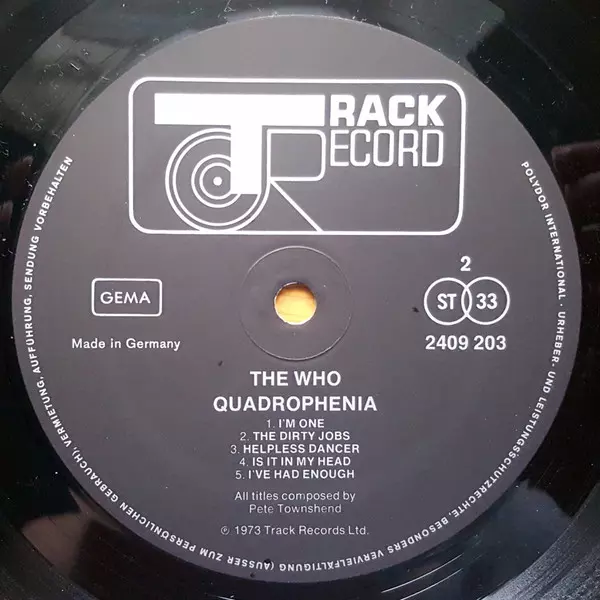 TRACK
RECORD
2
GEMA
ST 33
Made in Germany
2409 203
THE WHO
QUADROPHENIA
1. I'M ONE
2. THE DIRTY JOBS
3. HELPLESS DANCER
4. IS IT IN MY HEAD
5. I'VE HAD ENOUGH
All titles composed by
Pete Townshend
℗ 1973 Track Records Ltd.
POLYDOR INTERNATIONAL · URHEBER- UND LEISTUNGSSCHUTZRECHTE, BESONDERS VERVIELFÄLTIGUNG (AUSSER ZUM PERSÖNLICHEN GEBRAUCH), VERMIETUNG, AUFFÜHRUNG, SENDUNG VORBEHALTEN